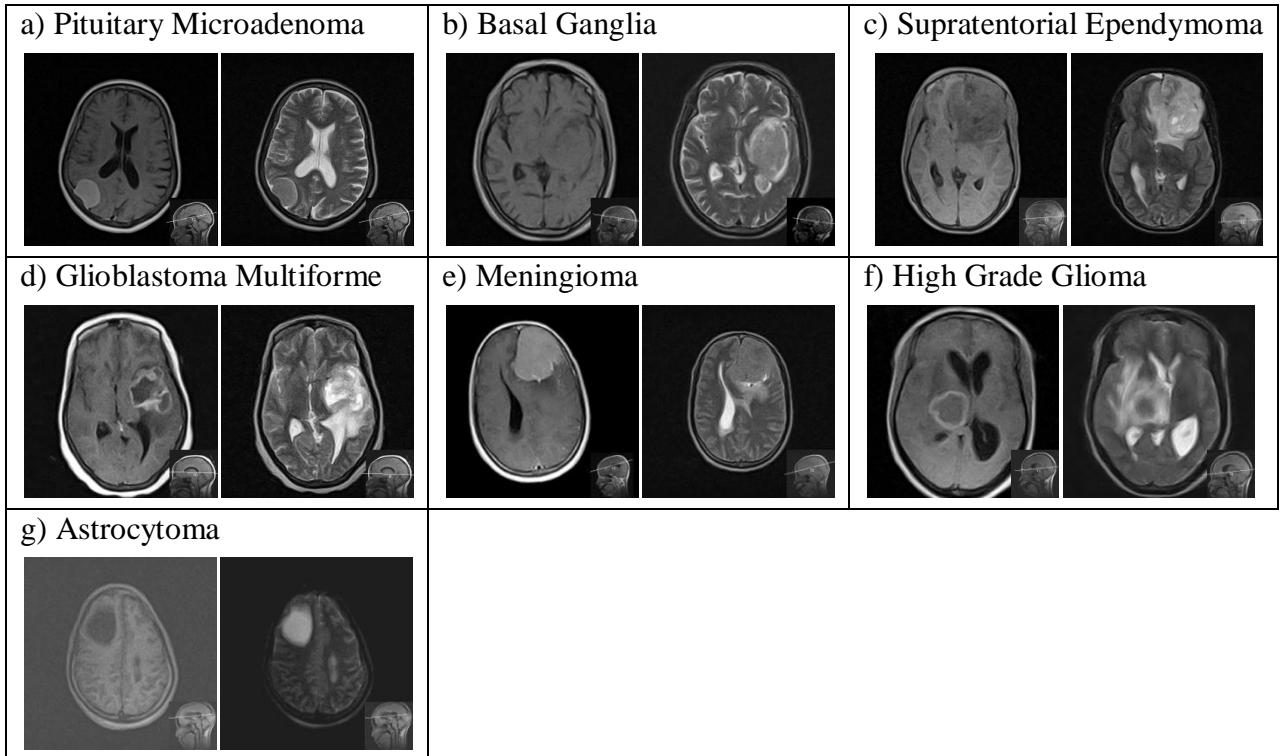 a) Pituitary Microadenoma
b) Basal Ganglia
c) Supratentorial Ependymoma
d) Glioblastoma Multiforme
e) Meningioma
f) High Grade Glioma
g) Astrocytoma